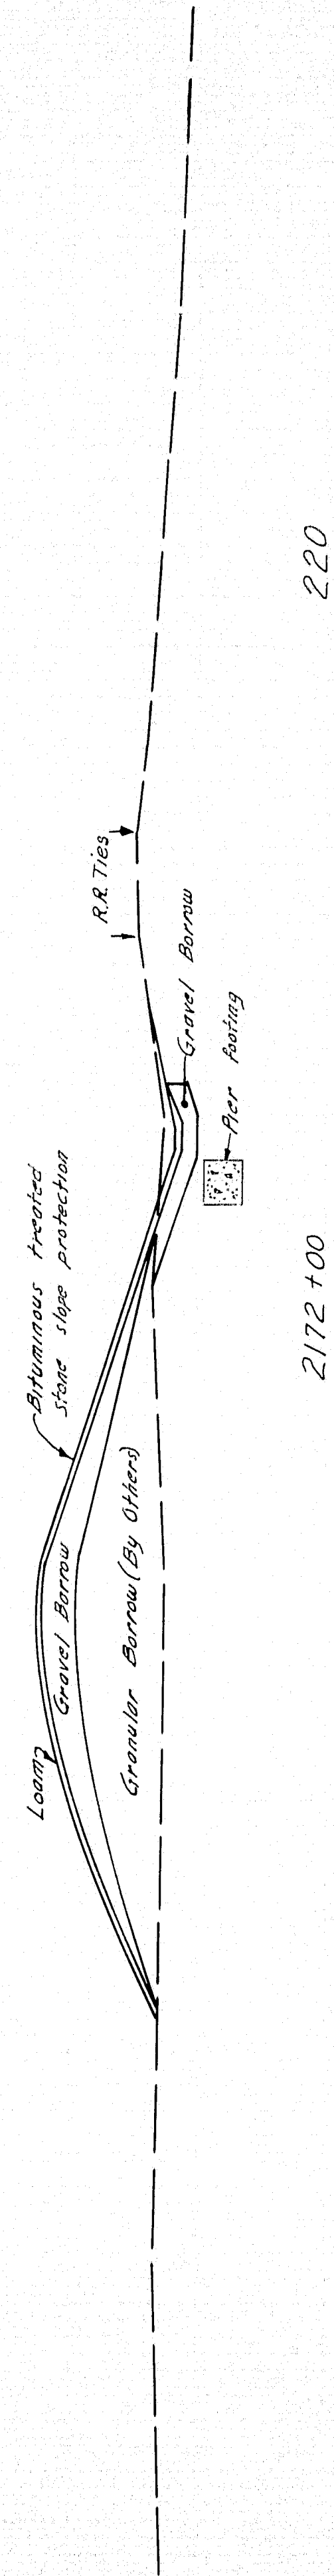 Loam
Gravel Borrow
Granular Borrow (By Others)
Bituminous treated
stone slope protection
R.R. Ties
Gravel Borrow
Pier footing
2172 + 00
220